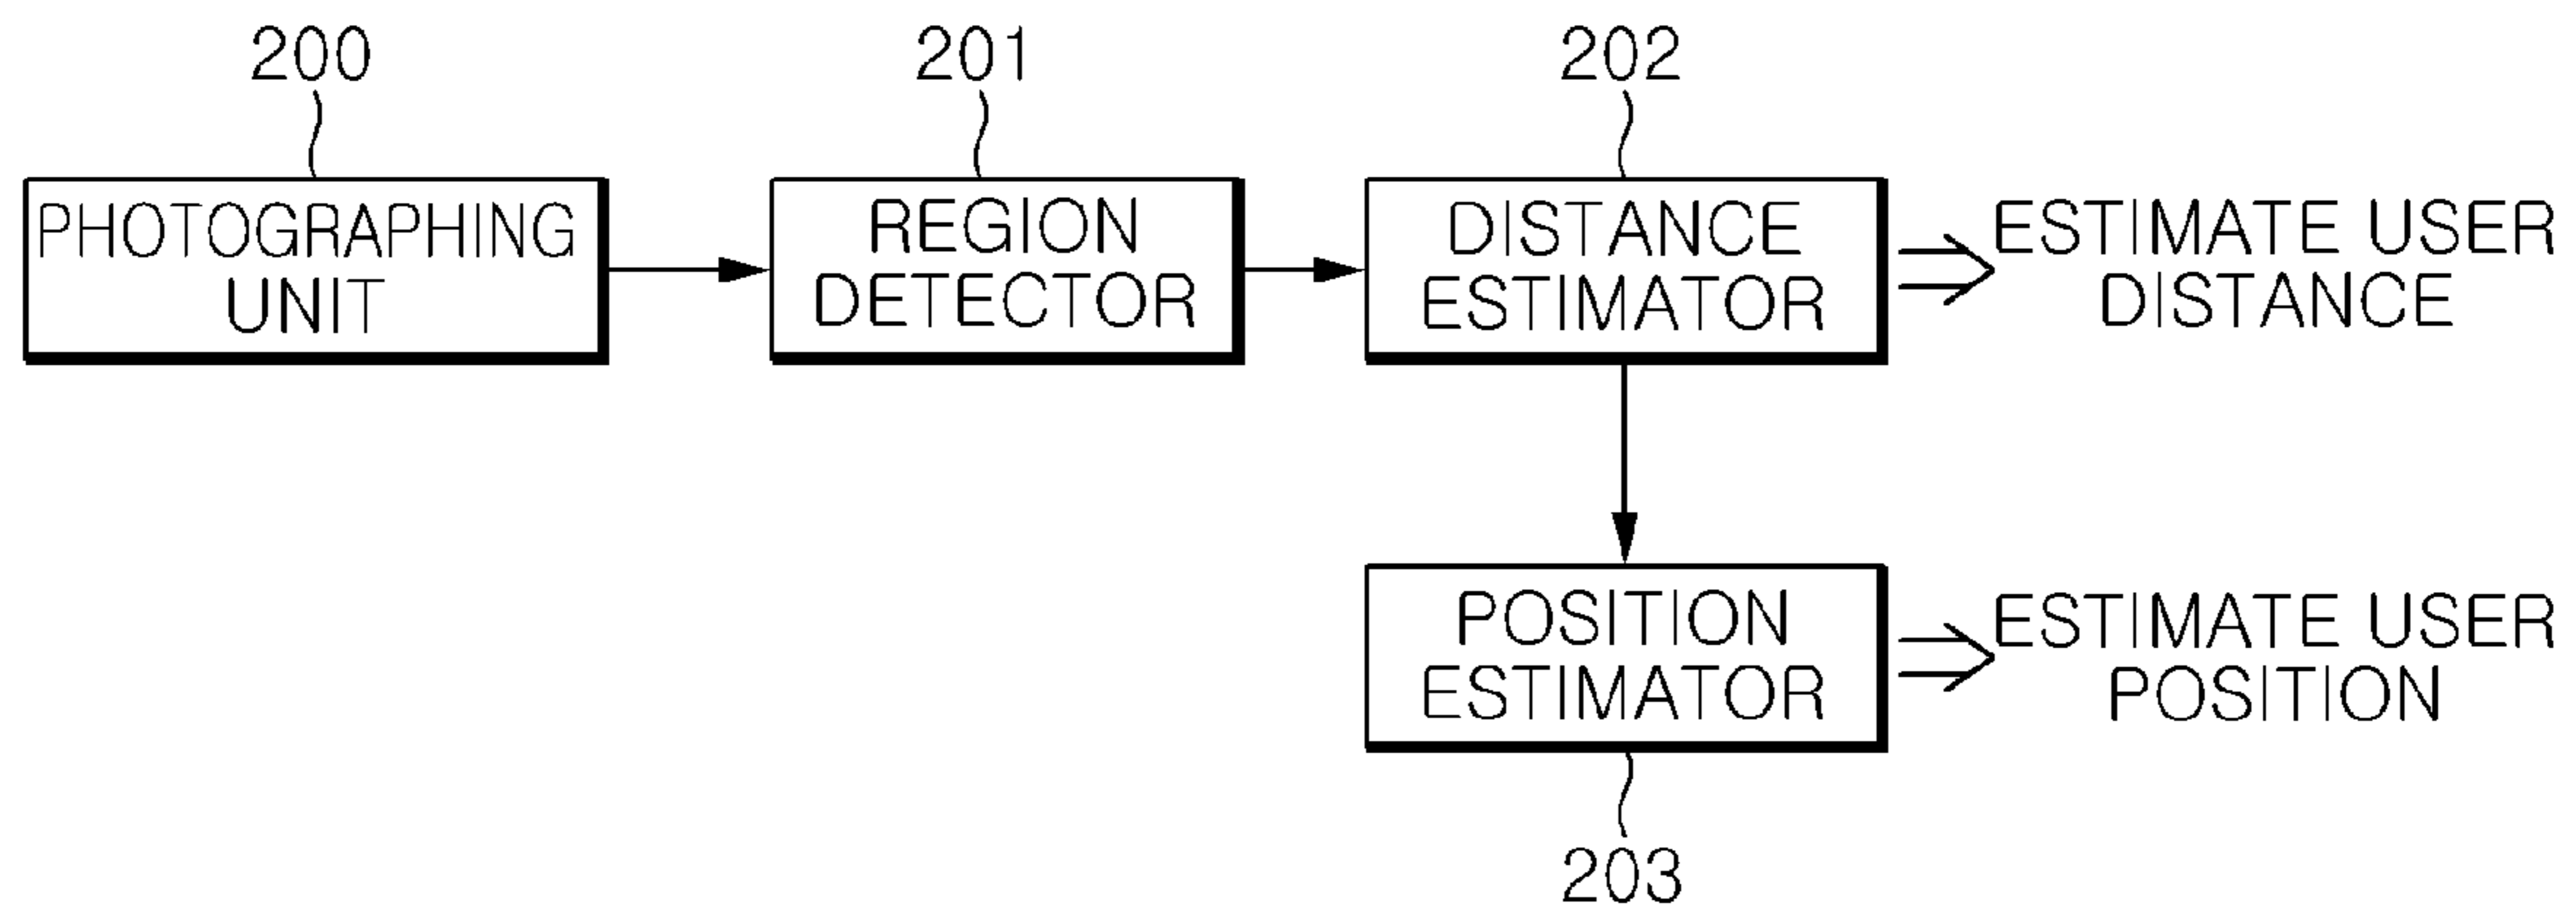 200
201
202
PHOTOGRAPHING
UNIT
REGION
DETECTOR
DISTANCE
ESTIMATOR
ESTIMATE USER
DISTANCE
POSITION
ESTIMATOR
ESTIMATE USER
POSITION
203